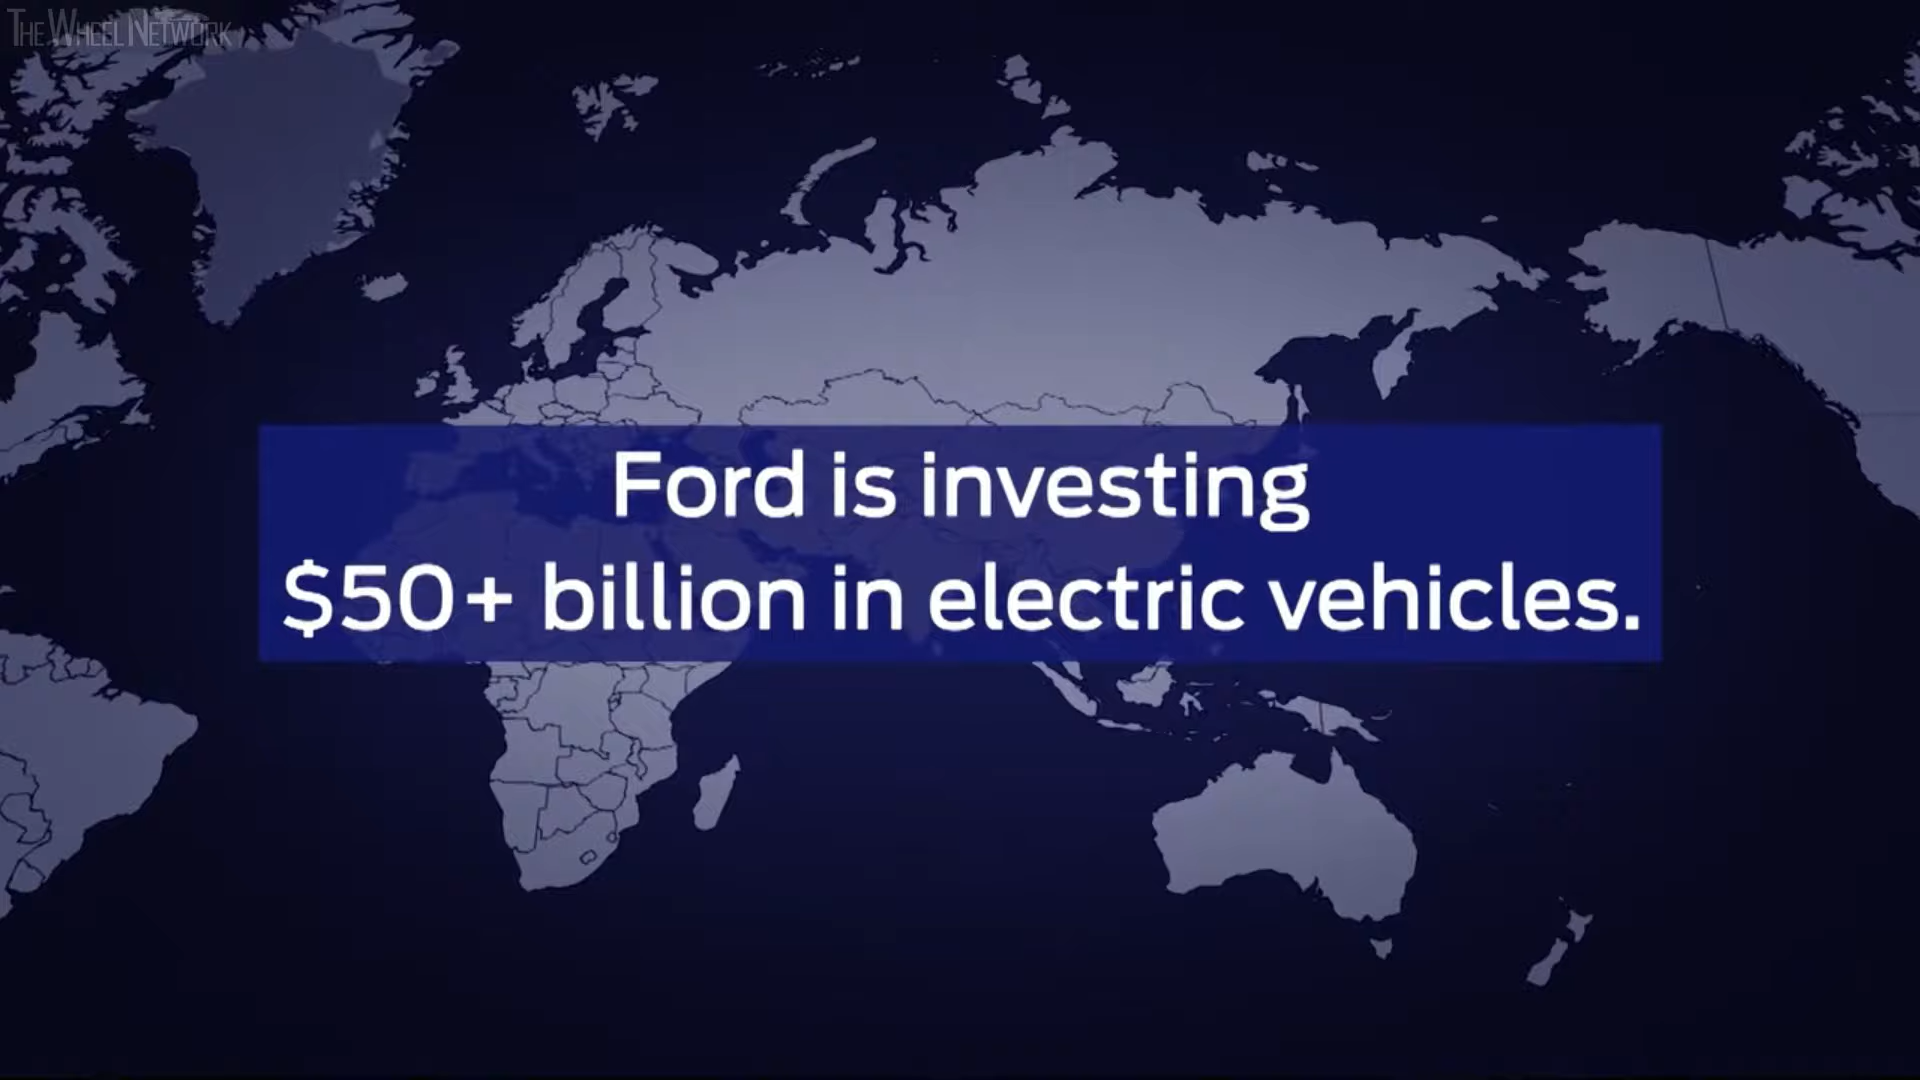 The Wheel Network
Ford is investing
$50+ billion in electric vehicles.